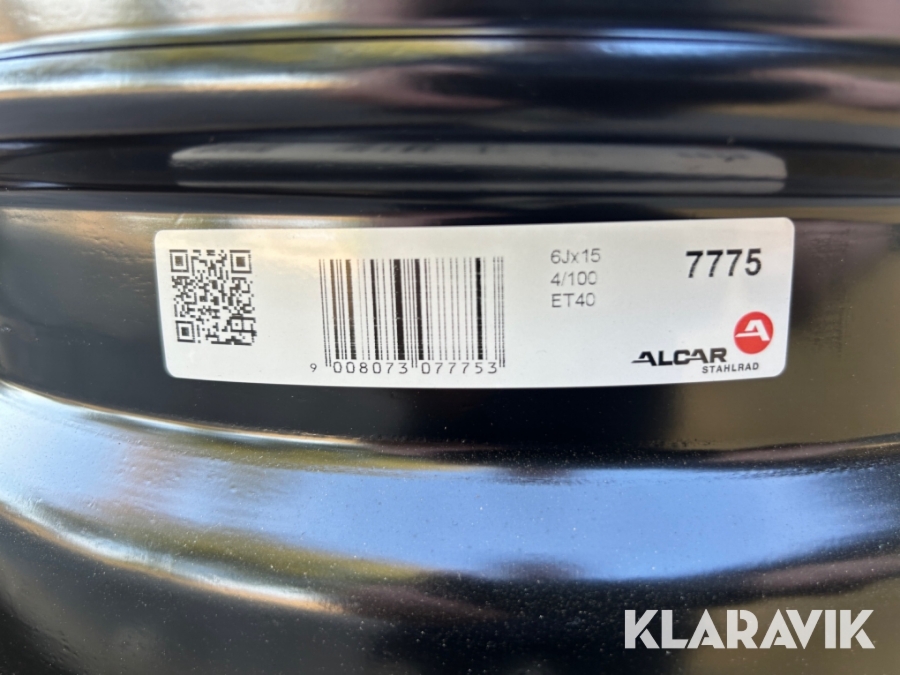 6Jx15
4/100
ET40
7775
ALCAR
STAHLRAD
9 008073 077753
KLARAVIK